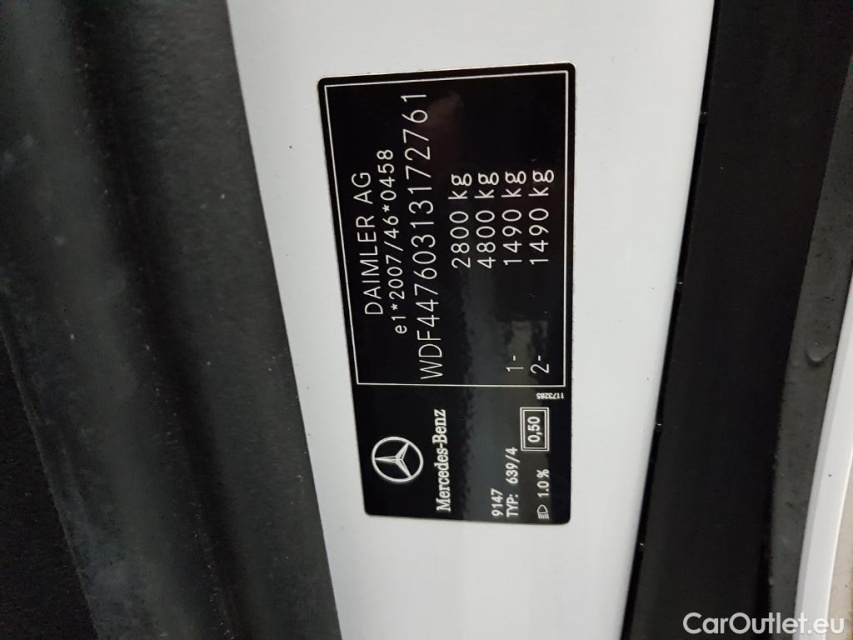 Mercedes-Benz
9147
TYP: 639/4
1.0 %
0,50
1173285
DAIMLER AG
e1*2007/46*0458
WDF44760313172761
2800 kg
4800 kg
1- 1490 kg
2- 1490 kg
CarOutlet.eu